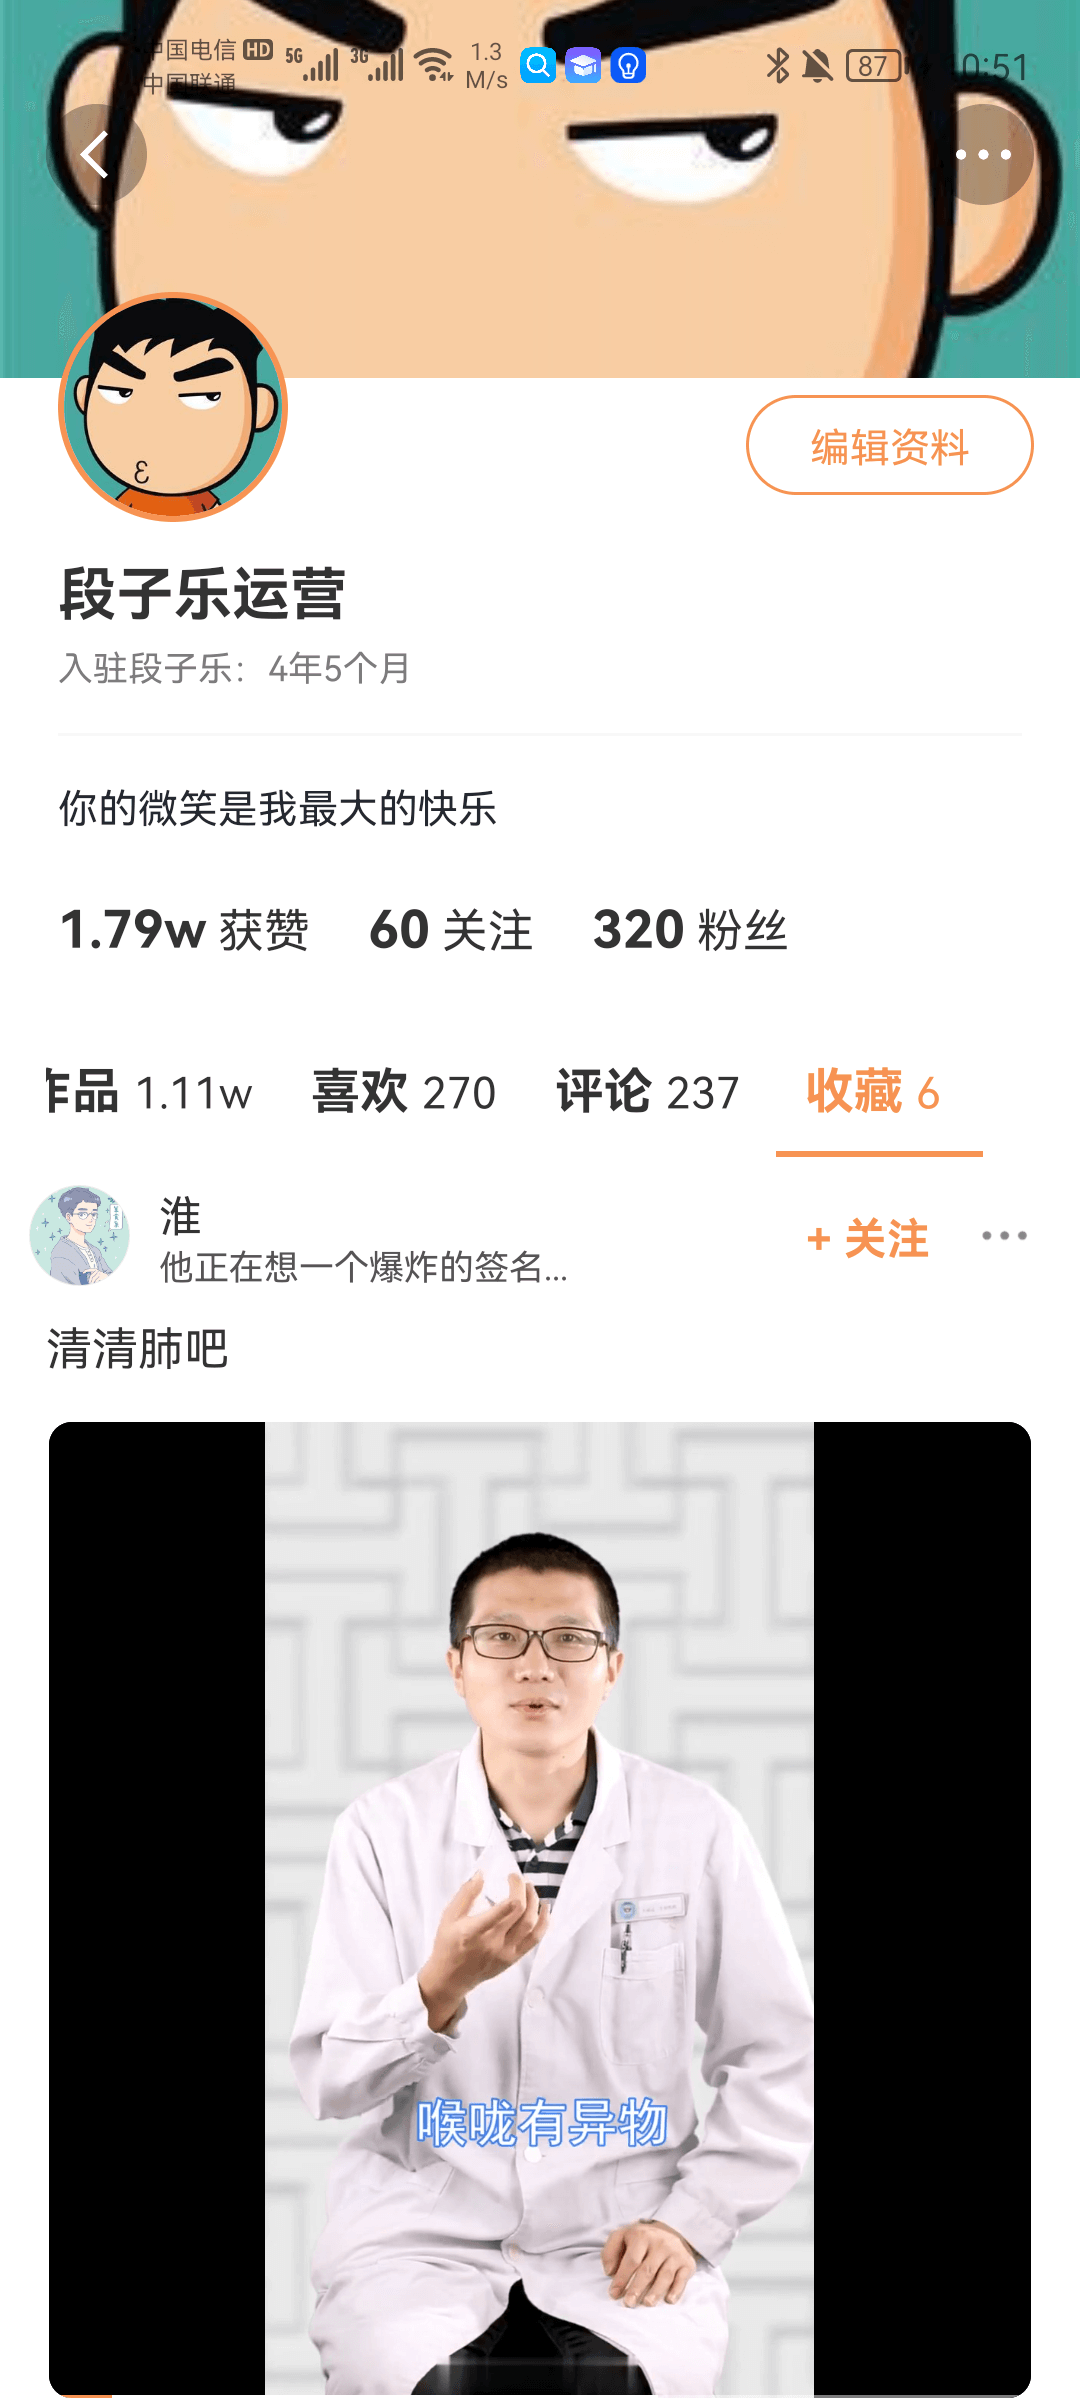 中国电信 HD 5G 3G 1.3 M/s 87
中国联通
0:51
编辑资料
段子乐运营
入驻段子乐：4年5个月
你的微笑是我最大的快乐
1.79w 获赞 60 关注 320 粉丝
作品 1.11w 喜欢 270 评论 237 收藏 6
淮
他正在想一个爆炸的签名...
+ 关注
清清肺吧
喉咙有异物